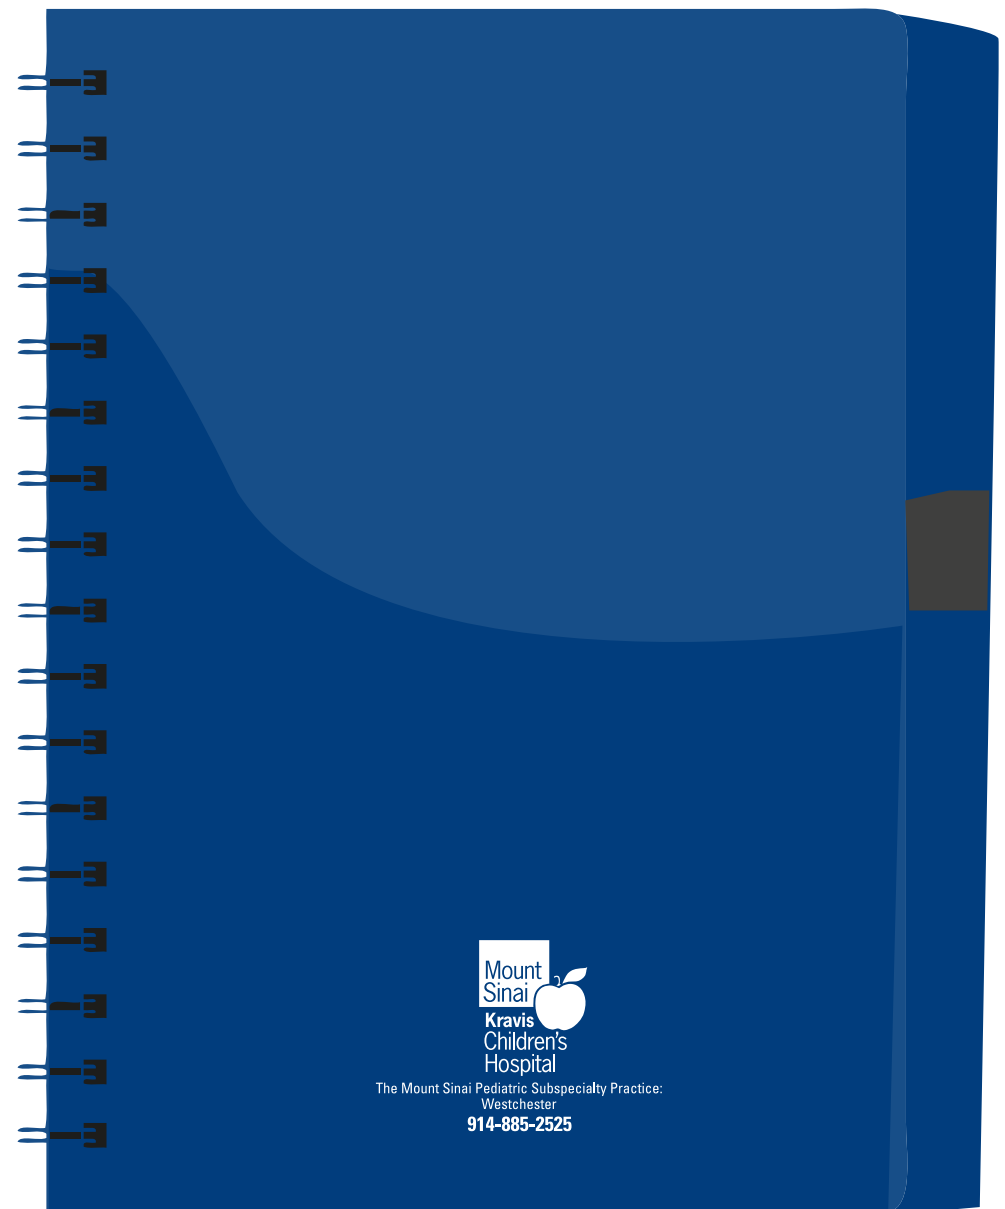 Mount
Sinai
Kravis
Children's
Hospital
The Mount Sinai Pediatric Subspecialty Practice:
Westchester
914-885-2525